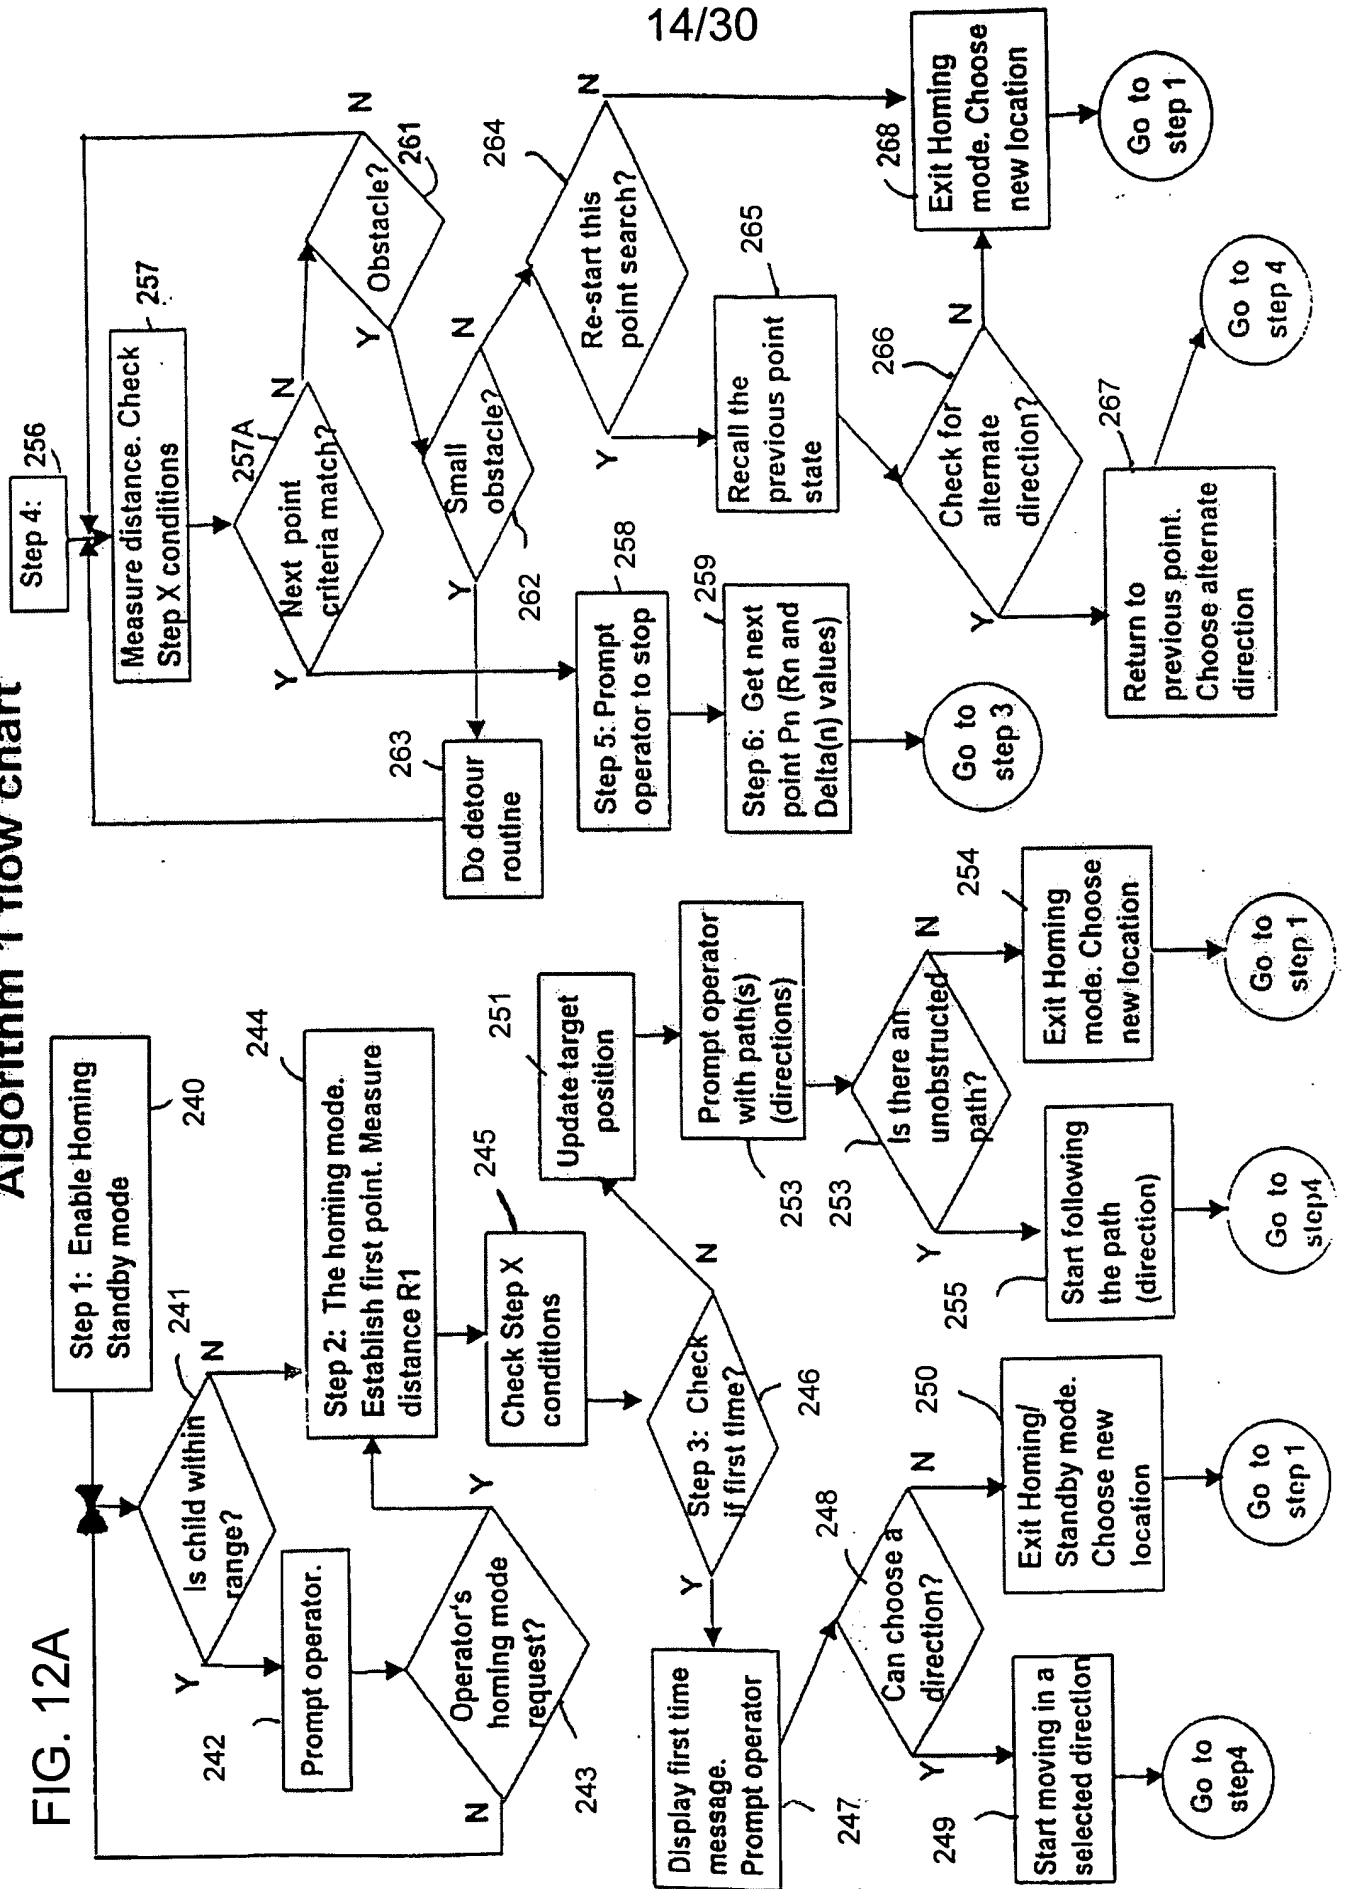 14/30
FIG. 12A
Algorithm 1 flow chart
Step 1: Enable Homing
Standby mode
240
241
Is child within
range?
N
Y
Prompt operator.
242
Operator's
homing mode
request?
243
N
Y
244
Step 2: The homing mode.
Establish first point. Measure
distance R1
245
Check Step X
conditions
Step 3: Check
if first time?
246
Y
N
Display first time
message.
Prompt operator
247
248
Can choose a
direction?
Y
N
249
Start moving in a
selected direction
Go to
step4
250
Exit Homing/
Standby mode.
Choose new
location
Go to
step 1
251
Update target
position
Prompt operator
with path(s)
(directions)
253
253
Is there an
unobstructed
path?
Y
N
255
Start following
the path
(direction)
Go to
step4
254
Exit Homing
mode. Choose
new location
Go to
step 1
Step 4:
256
257
Measure distance. Check
Step X conditions
257A
Next point
criteria match?
Y
N
Obstacle?
261
N
Y
Small
obstacle?
262
Y
N
263
Do detour
routine
258
Step 5: Prompt
operator to stop
259
Step 6: Get next
point Pn (Rn and
Delta(n) values)
Go to
step 3
264
Re-start this
point search?
N
Y
265
Recall the
previous point
state
266
Check for
alternate
direction?
N
Y
267
Return to
previous point.
Choose alternate
direction
Go to
step 4
268
Exit Homing
mode. Choose
new location
Go to
step 1